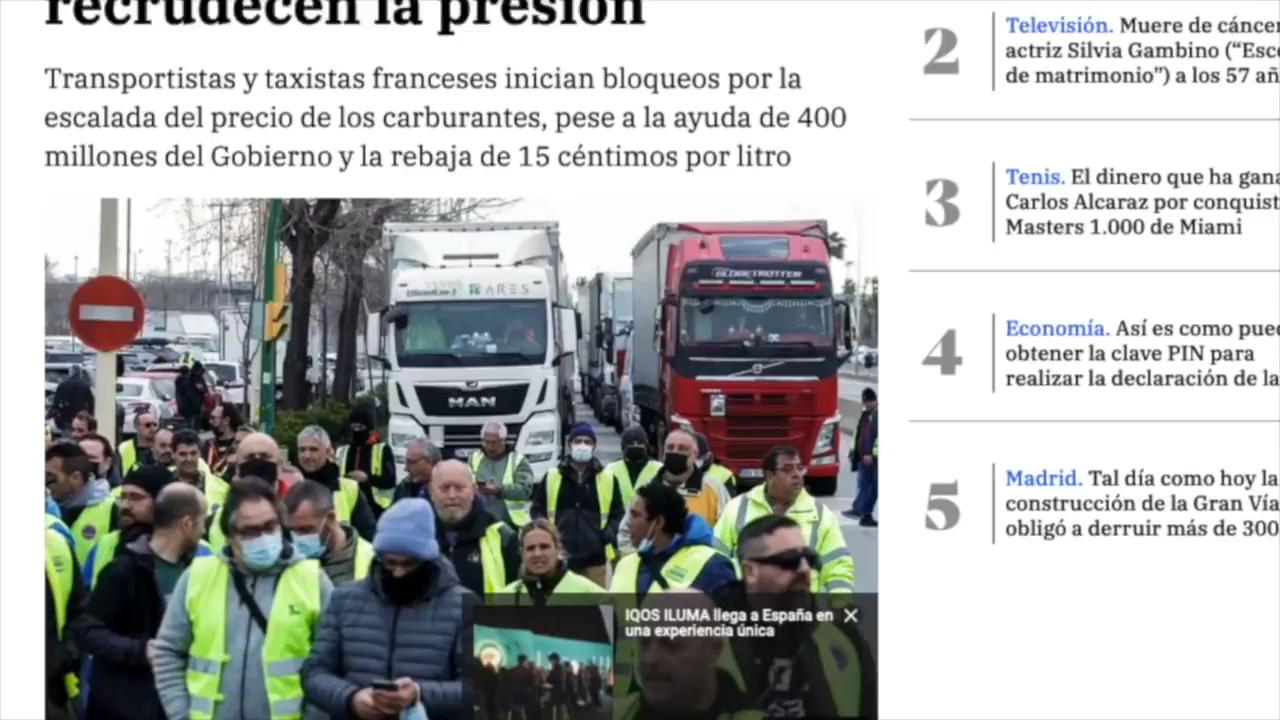 recrudecen la presión
Transportistas y taxistas franceses inician bloqueos por la
escalada del precio de los carburantes, pese a la ayuda de 400
millones del Gobierno y la rebaja de 15 céntimos por litro
ARES
GLOBETROTTER
MAN
VOLVO
IQOS ILUMA llega a España en
una experiencia única
2
Televisión. Muere de cáncer
actriz Silvia Gambino (“Esc
de matrimonio”) a los 57 añ
3
Tenis. El dinero que ha gana
Carlos Alcaraz por conquist
Masters 1.000 de Miami
4
Economía. Así es como pue
obtener la clave PIN para
realizar la declaración de la
5
Madrid. Tal día como hoy la
construcción de la Gran Vía
obligó a derruir más de 300